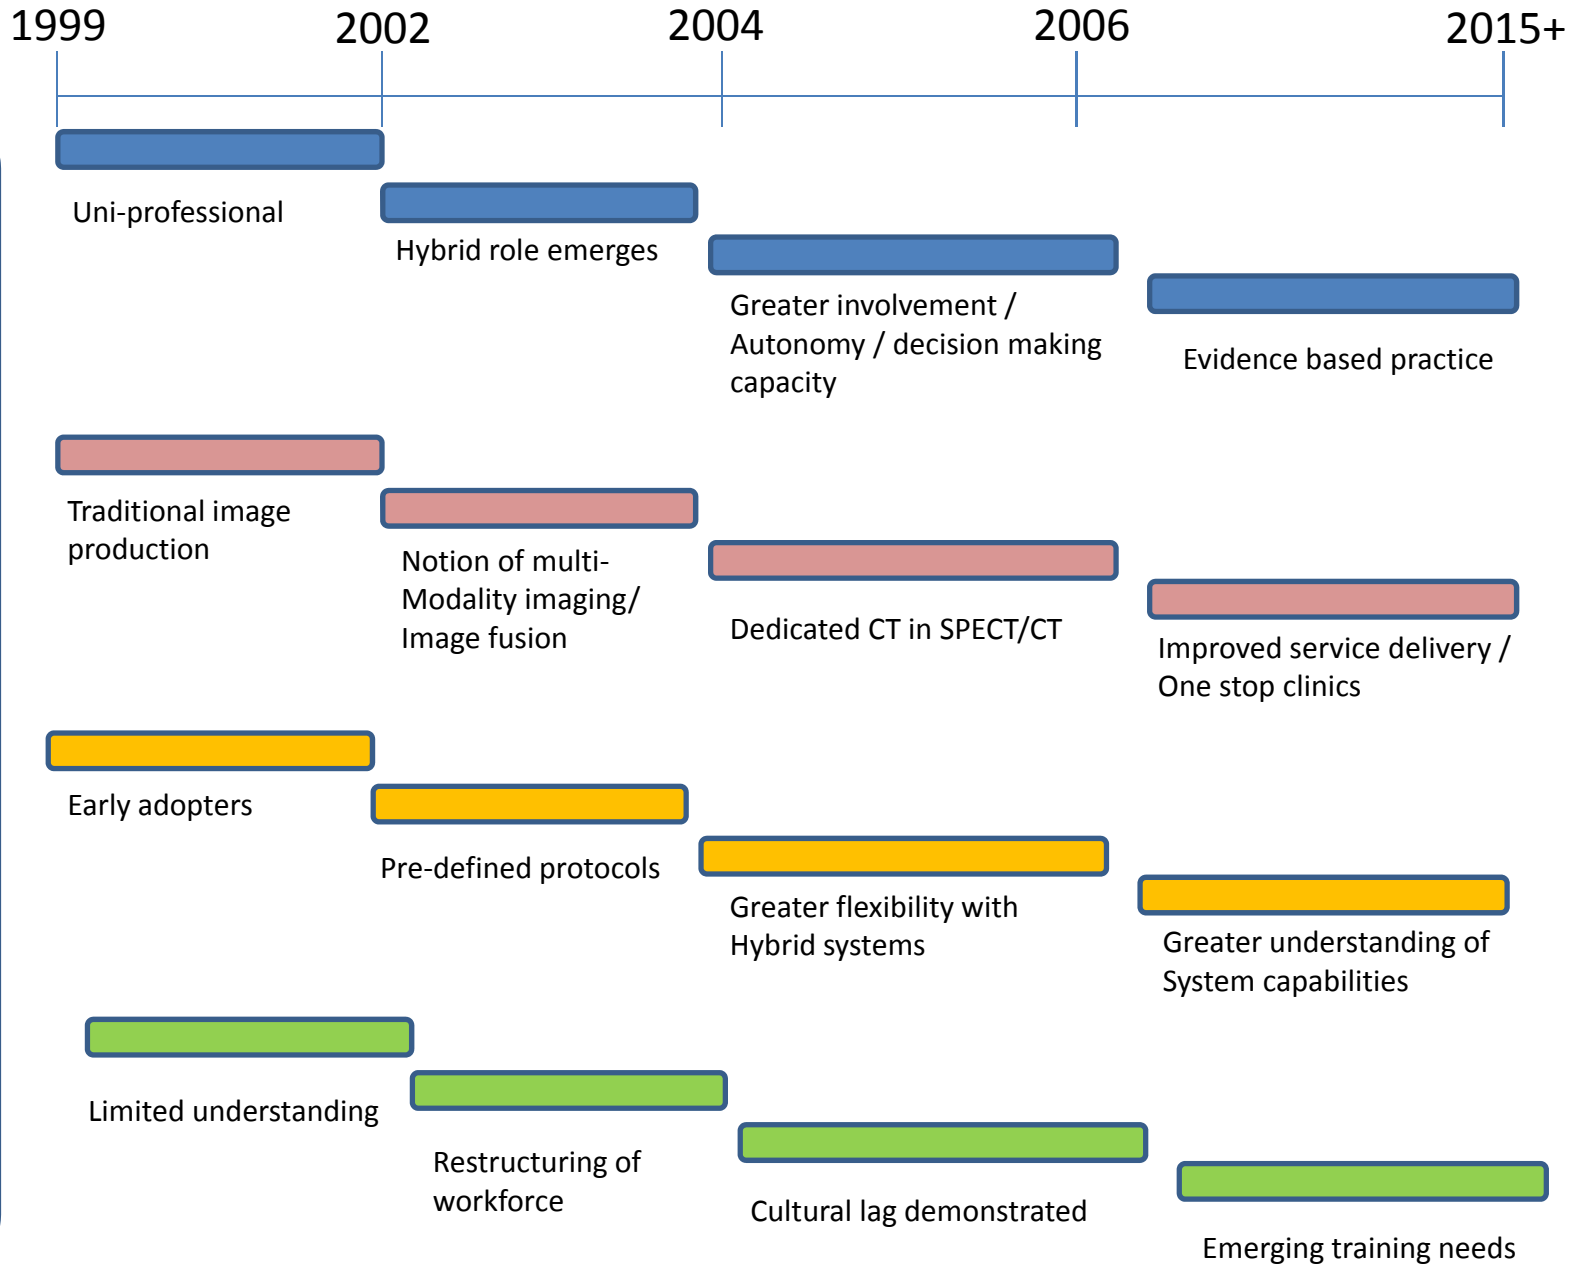 1999
2002
2004
2006
2015+
Uni-professional
Hybrid role emerges
Greater involvement /
Autonomy / decision making
capacity
Evidence based practice
Traditional image
production
Notion of multi-
Modality imaging/
Image fusion
Dedicated CT in SPECT/CT
Improved service delivery /
One stop clinics
Early adopters
Pre-defined protocols
Greater flexibility with
Hybrid systems
Greater understanding of
System capabilities
Limited understanding
Restructuring of
workforce
Cultural lag demonstrated
Emerging training needs